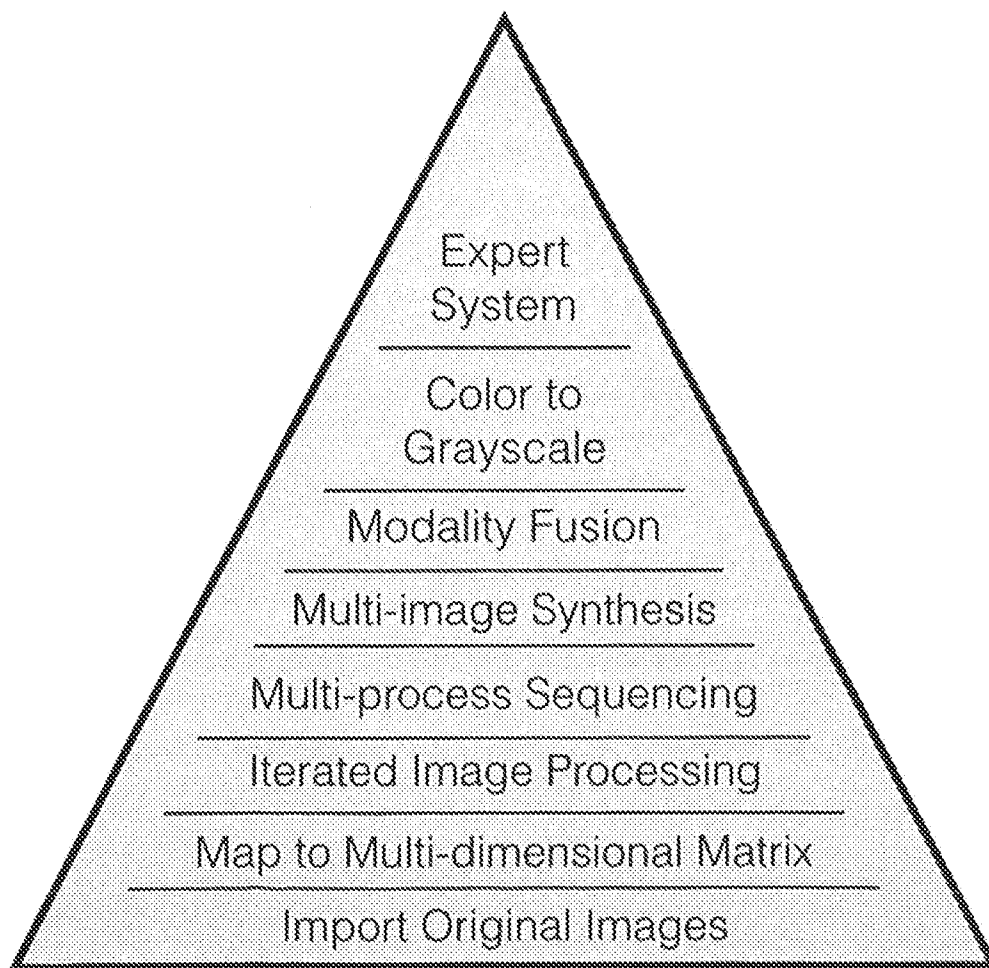 Expert
System
Color to
Grayscale
Modality Fusion
Multi-image Synthesis
Multi-process Sequencing
Iterated Image Processing
Map to Multi-dimensional Matrix
Import Original Images